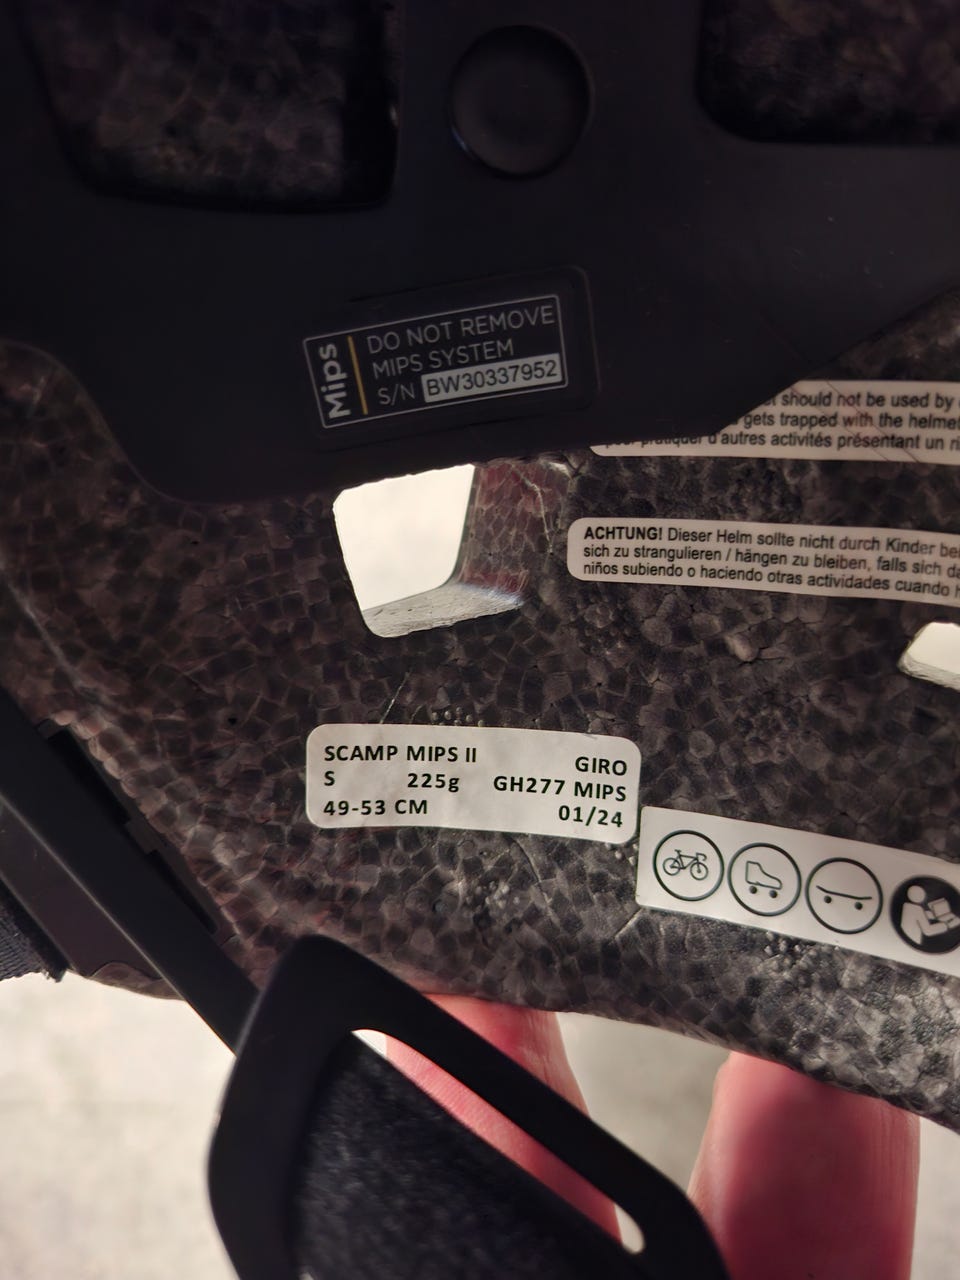 Mips
DO NOT REMOVE
MIPS SYSTEM
S/N BW30337952
should not be used by
gets trapped with the helmet
pour pratiquer d'autres activités présentant un
ACHTUNG! Dieser Helm sollte nicht durch Kinder
sich zu strangulieren / hängen zu bleiben, falls sich
niños subiendo o haciendo otras actividades cuando
SCAMP MIPS II GIRO
S 225g GH277 MIPS
49-53 CM 01/24